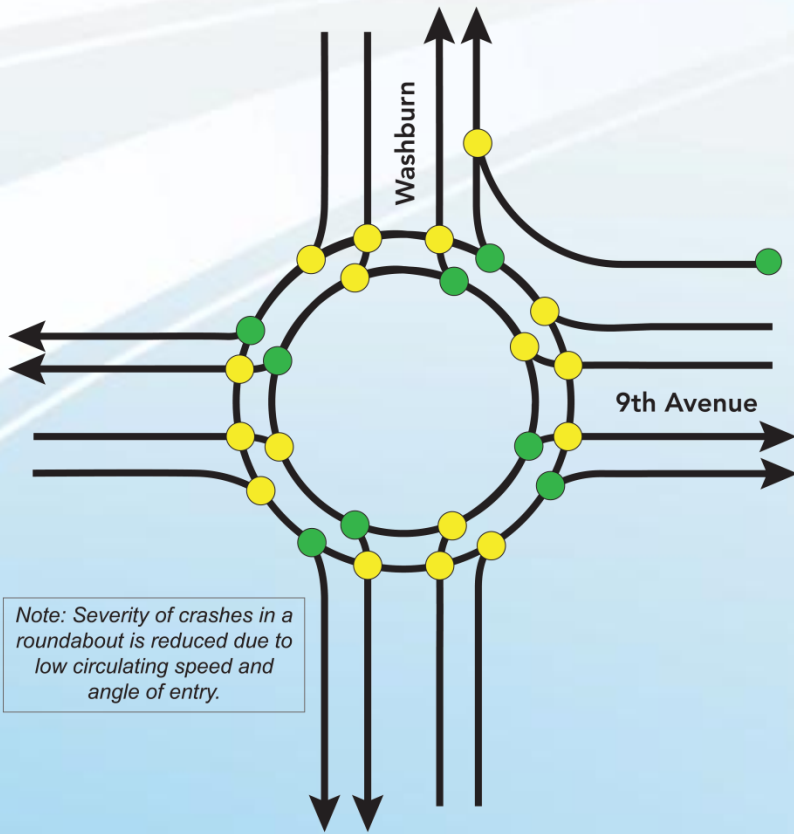 Washburn
9th Avenue
Note: Severity of crashes in a
roundabout is reduced due to
low circulating speed and
angle of entry.